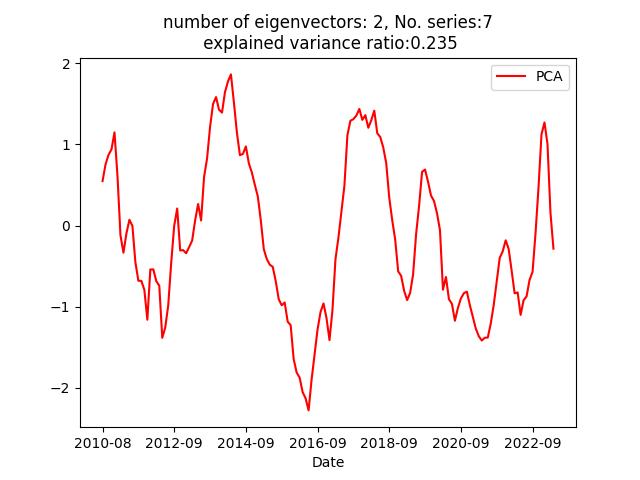 number of eigenvectors: 2, No. series:7
explained variance ratio:0.235
PCA
2
1
0
−1
−2
2010-08 2012-09 2014-09 2016-09 2018-09 2020-09 2022-09
Date